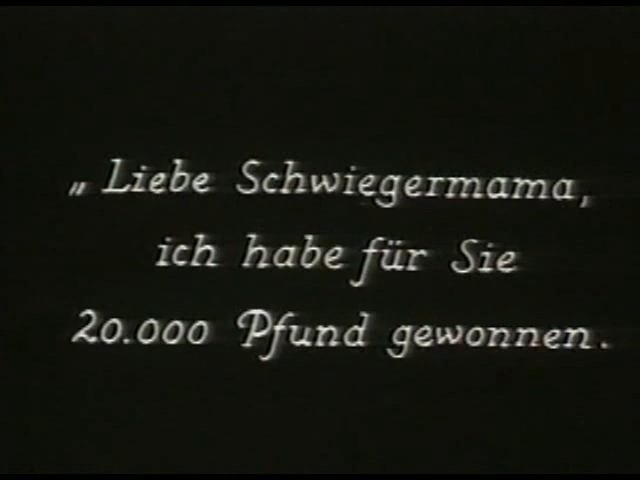 „Liebe Schwiegermama,
ich habe für Sie
20.000 Pfund gewonnen.